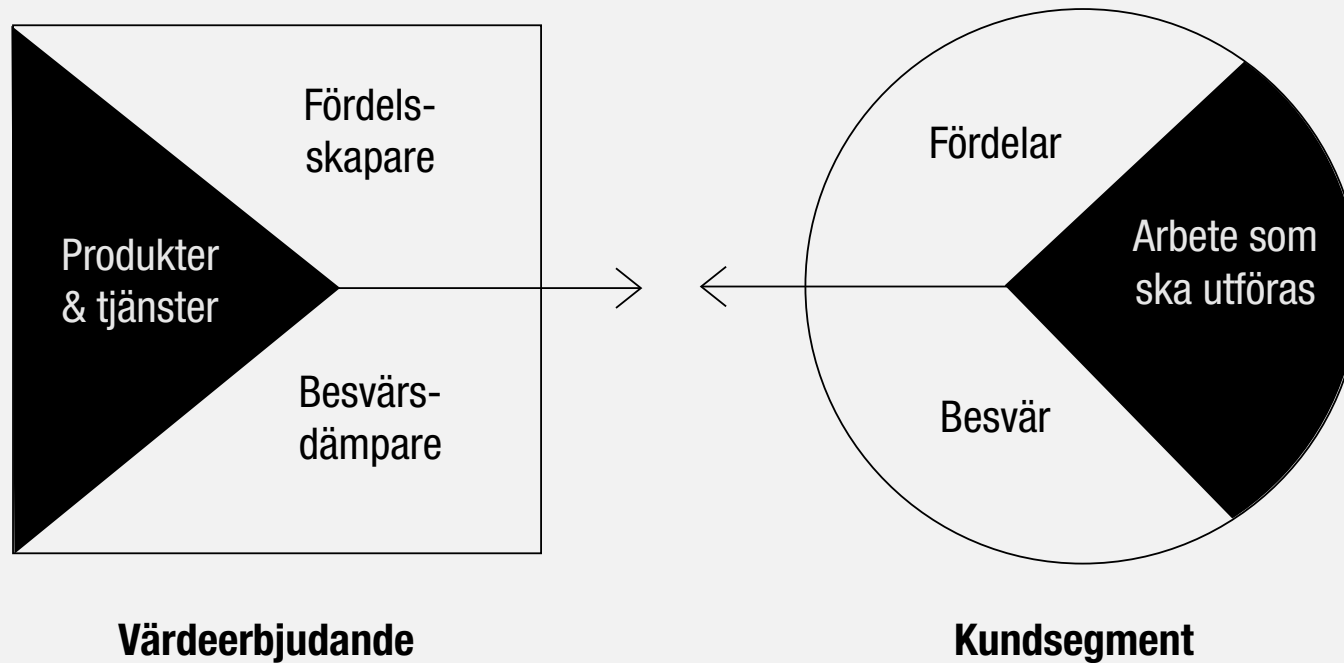 Fördels-
skapare
Produkter
& tjänster
Besvärs-
dämpare
Värdeerbjudande
Fördelar
Arbete som
ska utföras
Besvär
Kundsegment